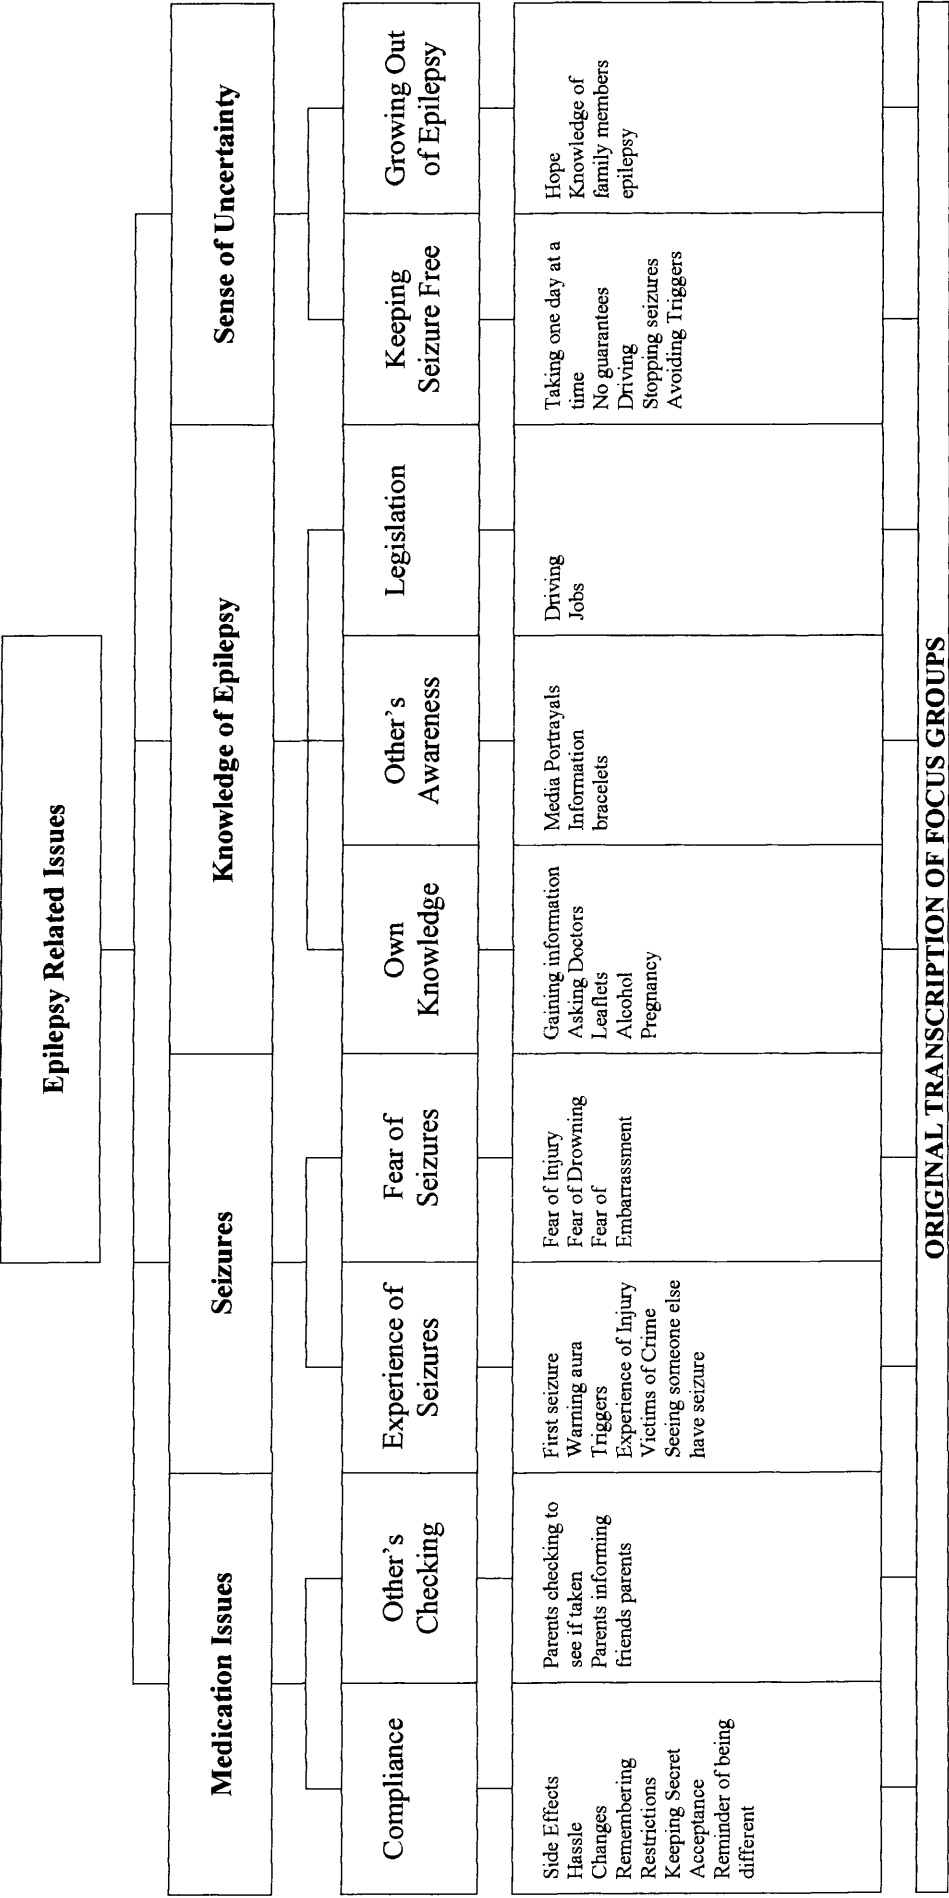 Epilepsy Related Issues
Medication Issues
Seizures
Knowledge of Epilepsy
Sense of Uncertainty
Compliance
Other's
Checking
Experience of
Seizures
Fear of
Seizures
Own
Knowledge
Other's
Awareness
Legislation
Keeping
Seizure Free
Growing Out
of Epilepsy
Side Effects
Hassle
Changes
Remembering
Restrictions
Keeping Secret
Acceptance
Reminder of being
different
Parents checking to
see if taken
Parents informing
friends parents
First seizure
Warning aura
Triggers
Experience of Injury
Victims of Crime
Seeing someone else
have seizure
Fear of Injury
Fear of Drowning
Fear of
Embarrassment
Gaining information
Asking Doctors
Leaflets
Alcohol
Pregnancy
Media Portrayals
Information
bracelets
Driving
Jobs
Taking one day at a
time
No guarantees
Driving
Stopping seizures
Avoiding Triggers
Hope
Knowledge of
family members
epilepsy
ORIGINAL TRANSCRIPTION OF FOCUS GROUPS